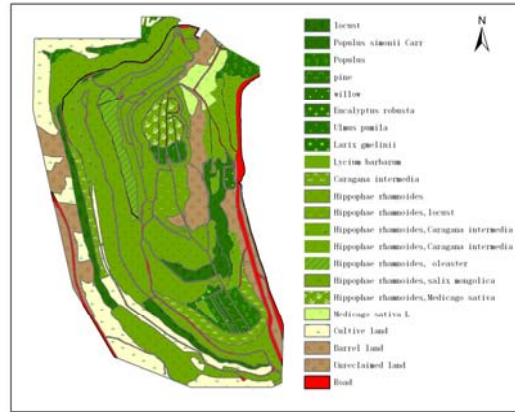 N
locust
Populus simonii Carr
Populus
pine
willow
Eucalyptus robusta
Ulmus pumila
Larix gmelinii
Lycium barbarum
Caragana intermedia
Hippophae rhamnoides
Hippophae rhamnoides, locust
Hippophae rhamnoides, Caragana intermedia
Hippophae rhamnoides, Caragana intermedia
Hippophae rhamnoides, oleaster
Hippophae rhamnoides, salix mongolica
Hippophae rhamnoides, Medicago sativa
Medicago sativa L
Cultive land
Barrel land
Unreclaimed land
Road